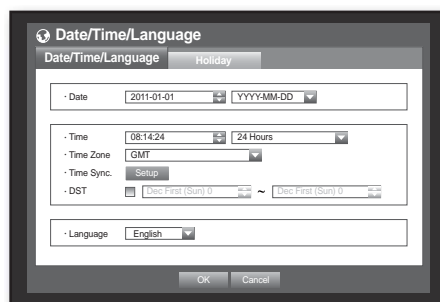 Date/Time/Language
Date/Time/Language Holiday
· Date 2011-01-01 YYYY-MM-DD
· Time 08:14:24 24 Hours
· Time Zone GMT
· Time Sync. Setup
· DST Dec First (Sun) 0 ~ Dec First (Sun) 0
· Language English
OK Cancel